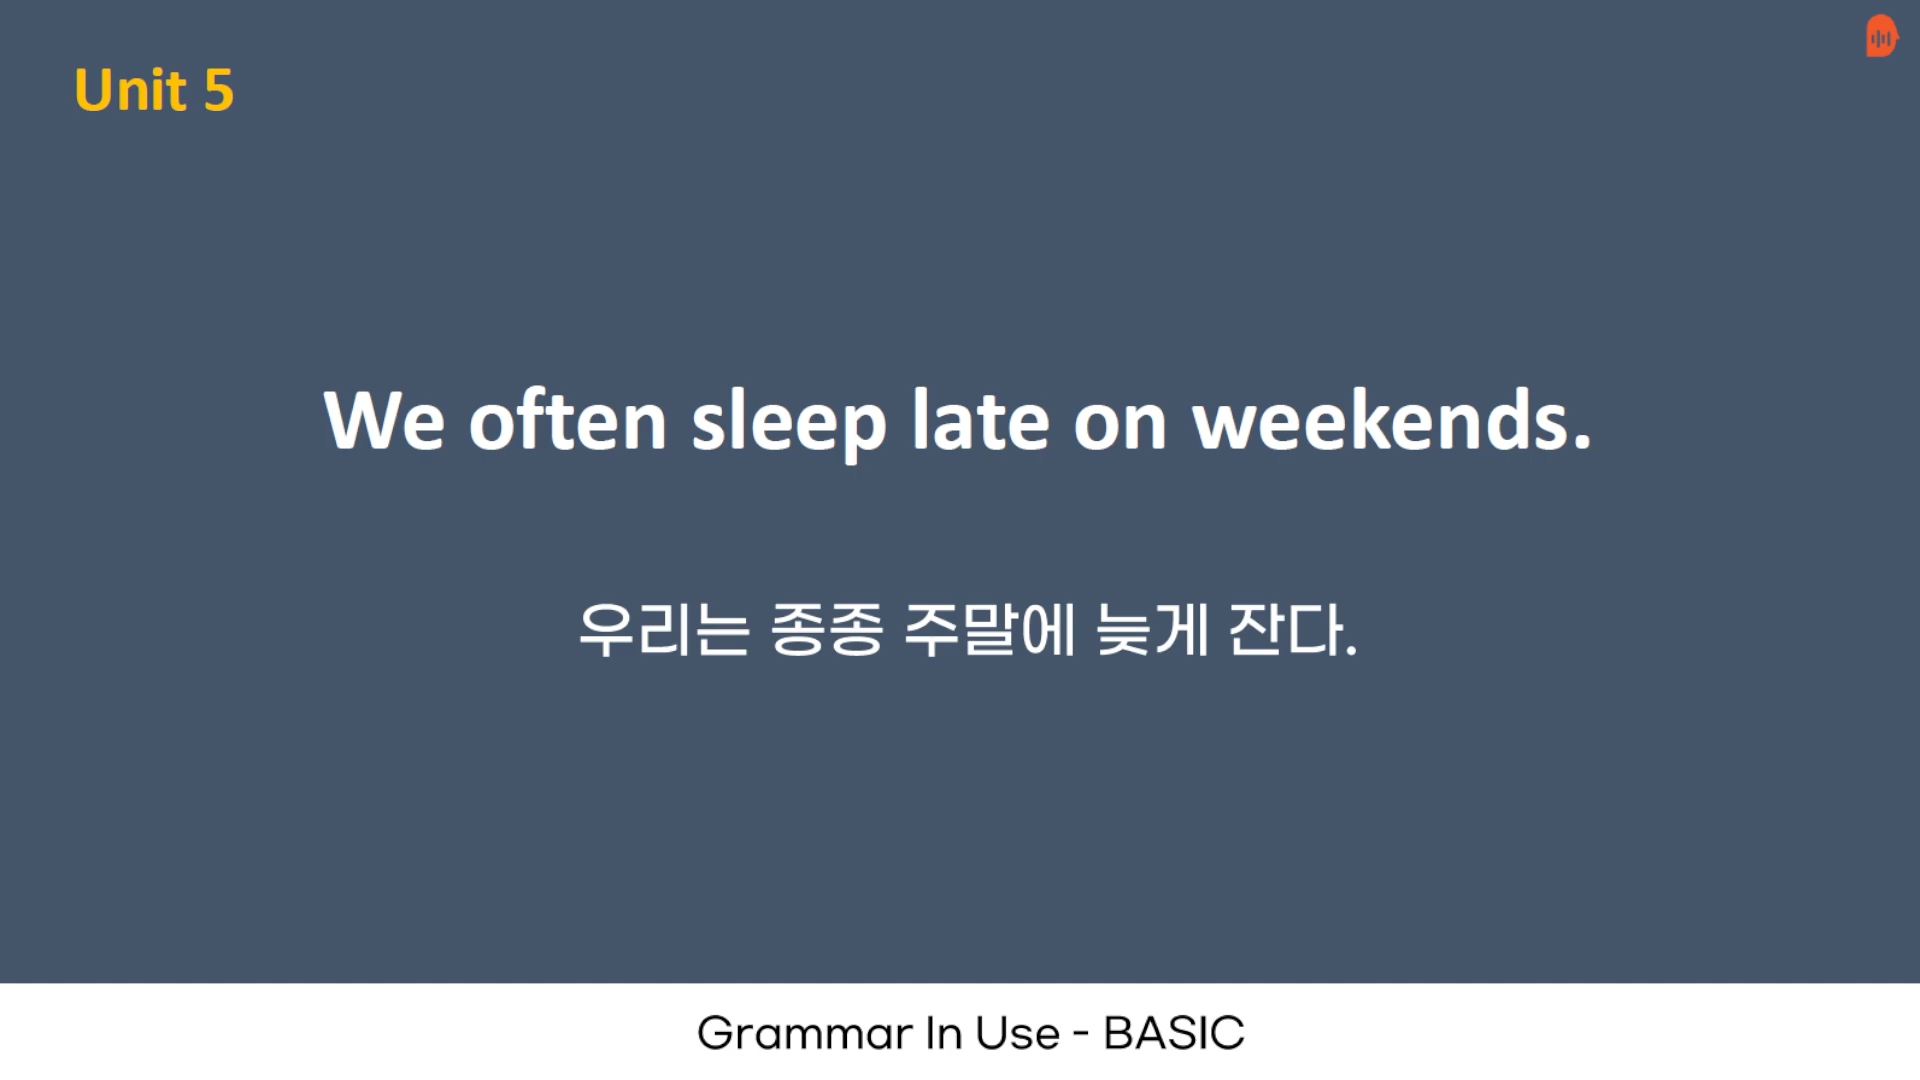 Unit 5
We often sleep late on weekends.
우리는 종종 주말에 늦게 잔다.
Grammar In Use - BASIC